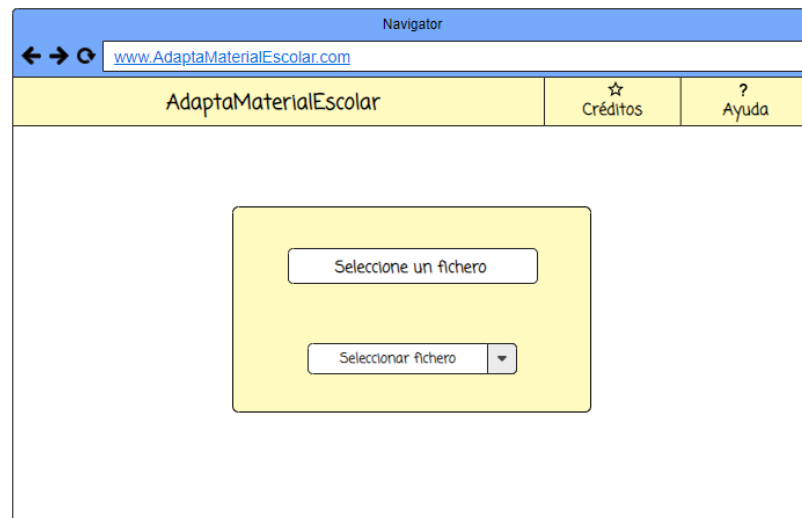 Navigator
www.AdaptaMaterialEscolar.com
AdaptaMaterialEscolar
Créditos
?
Ayuda
Seleccione un fichero
Seleccionar fichero